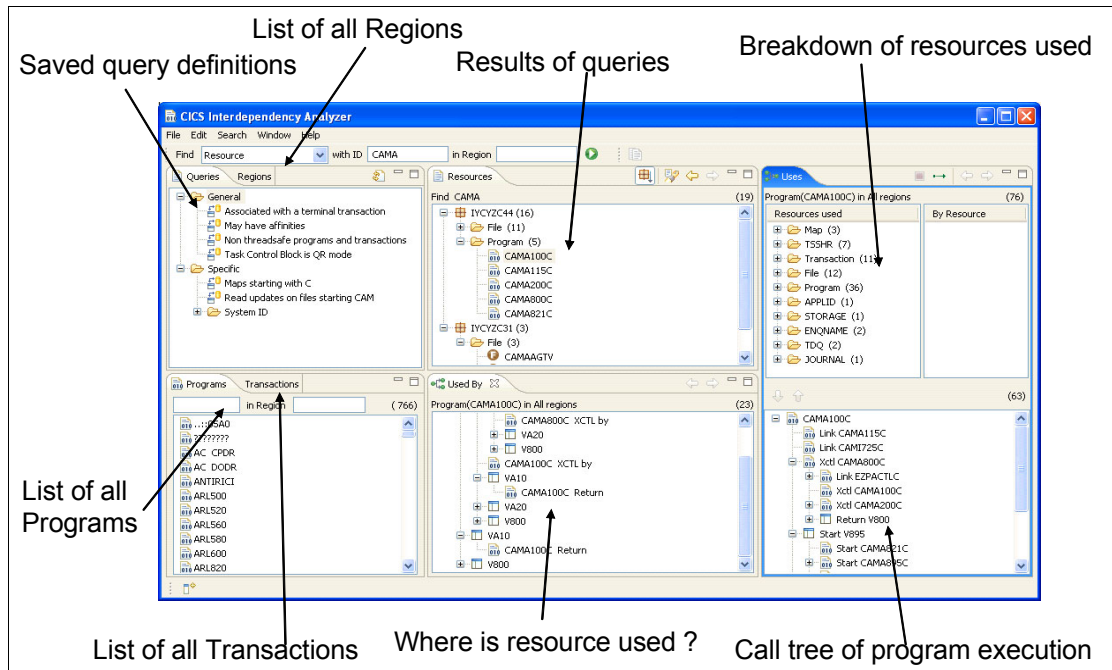 List of all Regions
Saved query definitions
Results of queries
Breakdown of resources used
CICS Interdependency Analyzer
File Edit Search Window Help
Find Resource with ID CAMA in Region
Queries Regions
General
Associated with a terminal transaction
May have affinities
Non threadsafe programs and transactions
Task Control Block is QR mode
Specific
Maps starting with C
Read updates on files starting CAM
System ID
Resources
Find CAMA (19)
IYCYZC44 (16)
File (11)
Program (5)
CAMA100C
CAMA115C
CAMA200C
CAMA800C
CAMA821C
IYCYZC31 (3)
File (3)
CAMAAGTV
Uses
Program(CAMA100C) in All regions (76)
Resources used By Resource
Map (3)
TSSHR (7)
Transaction (11)
File (12)
Program (36)
APPLID (1)
STORAGE (1)
ENQNAME (2)
TDQ (2)
JOURNAL (1)
Programs Transactions
in Region (766)
..::65A0
????????
AC CPDR
AC DODR
ANTIRICI
ARL500
ARL520
ARL560
ARL580
ARL600
ARL820
Used By
Program(CAMA100C) in All regions (23)
CAMA800C XCTL by
VA20
V800
CAMA100C XCTL by
VA10
CAMA100C Return
VA20
V800
VA10
CAMA100C Return
V800
(63)
CAMA100C
Link CAMA115C
Link CAMI725C
Xctl CAMA800C
Link EZPACTLC
Xctl CAMA100C
Xctl CAMA200C
Return V800
Start V895
Start CAMA821C
Start CAMA895C
List of all
Programs
List of all Transactions
Where is resource used ?
Call tree of program execution